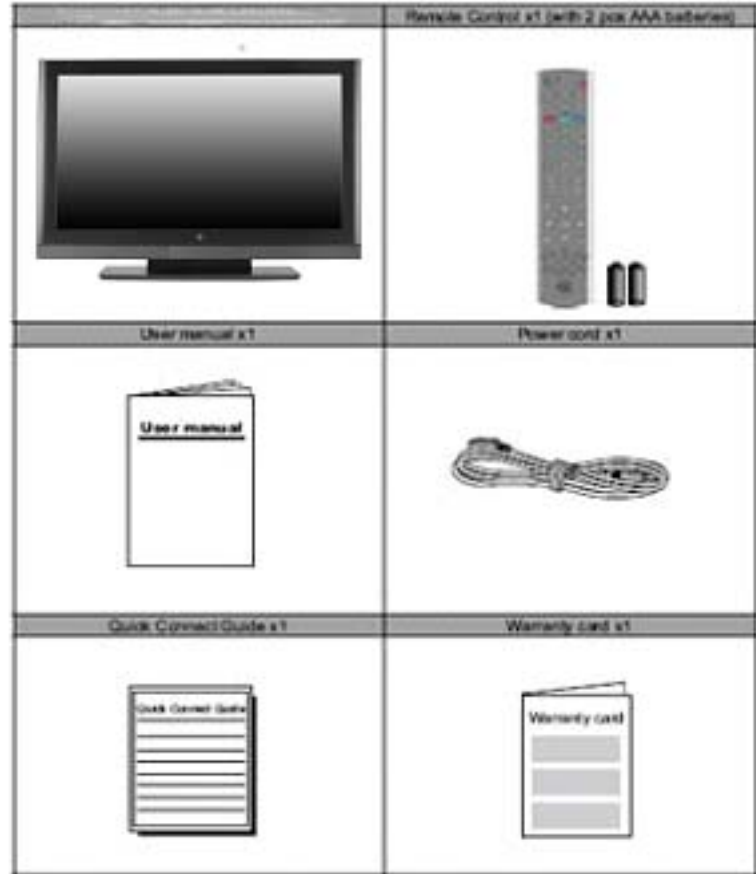 Remote Control x1 (with 2 pcs AAA batteries)
User manual x1
Power cord x1
User manual
Quick Connect Guide x1
Warranty card x1
Quick Connect Guide
Warranty card